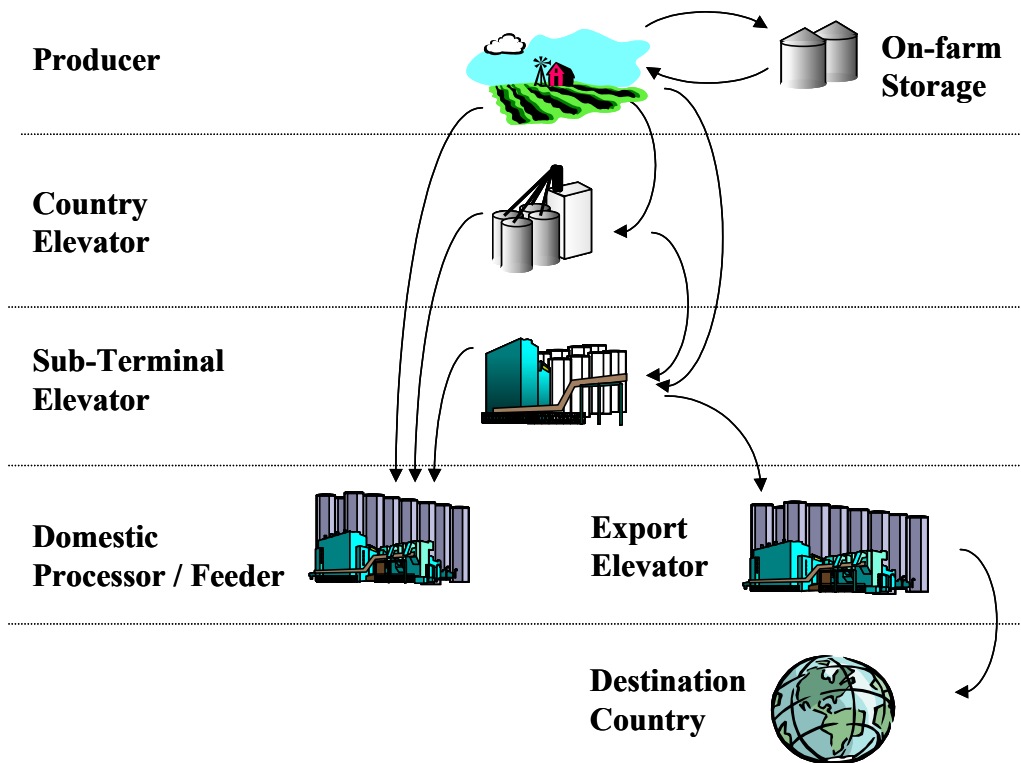 Producer
On-farm
Storage
Country
Elevator
Sub-Terminal
Elevator
Domestic
Processor / Feeder
Export
Elevator
Destination
Country